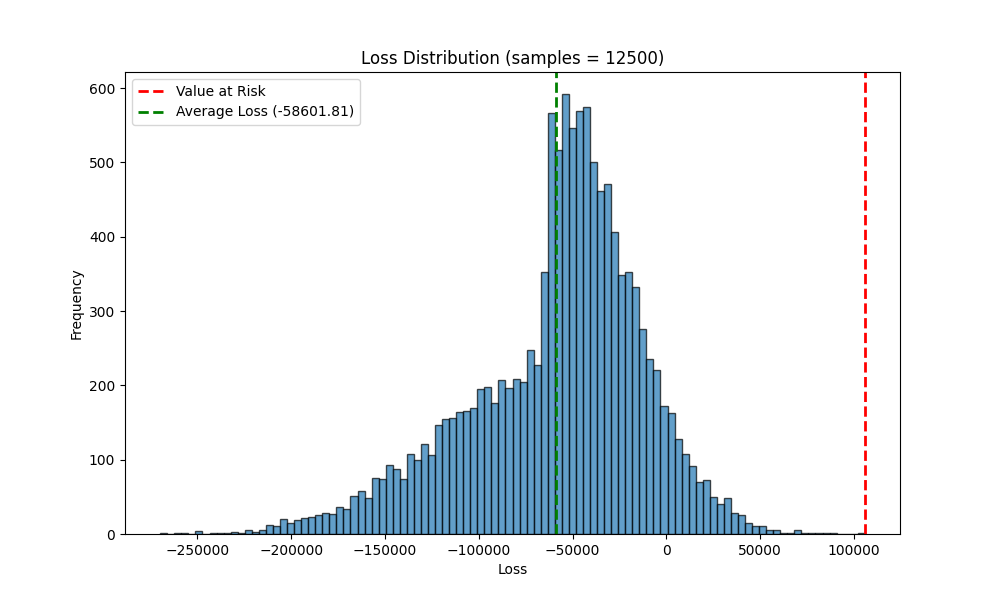 Loss Distribution (samples = 12500)
Value at Risk
Average Loss (-58601.81)
Frequency
600
500
400
300
200
100
0
−250000 −200000 −150000 −100000 −50000 0 50000 100000
Loss